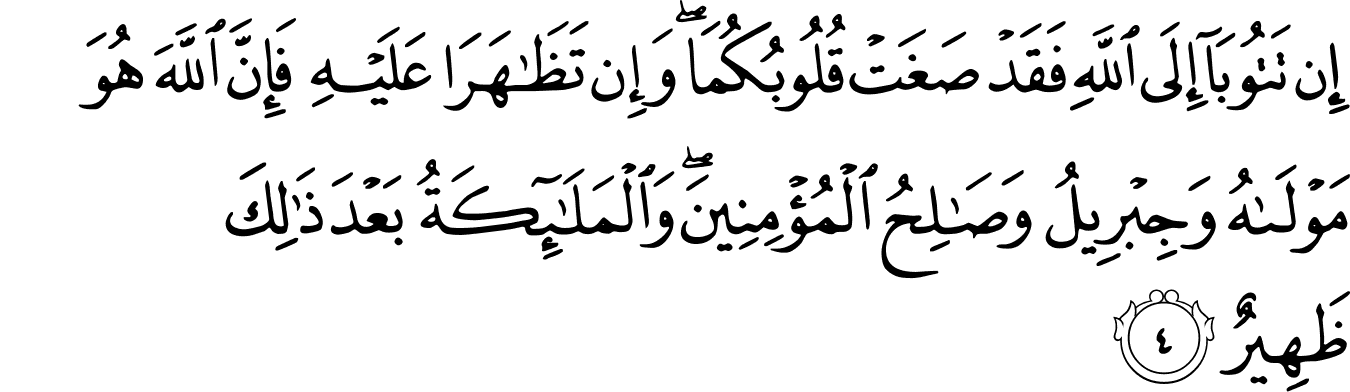 إِن تَتُوبَآ إِلَى ٱللَّهِ فَقَدْ صَغَتْ قُلُوبُكُمَا ۖ وَإِن تَظَـٰهَرَا عَلَيْهِ فَإِنَّ ٱللَّهَ هُوَ
مَوْلَىٰهُ وَجِبْرِيلُ وَصَـٰلِحُ ٱلْمُؤْمِنِينَ ۖ وَٱلْمَلَـٰٓئِكَةُ بَعْدَ ذَٰلِكَ
ظَهِيرٌ ٤